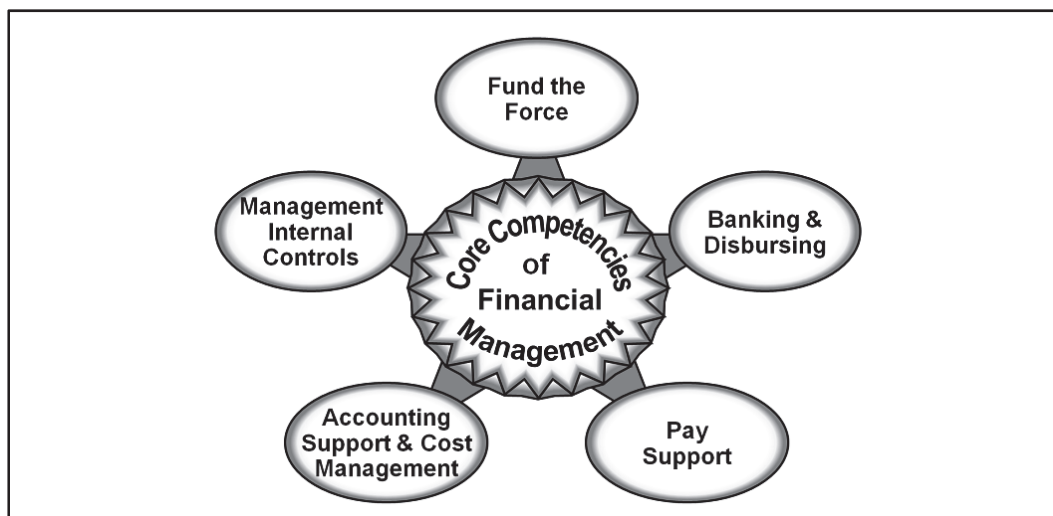 Fund the
Force
Management
Internal
Controls
Banking &
Disbursing
Core Competencies
of
Financial
Management
Accounting
Support & Cost
Management
Pay
Support